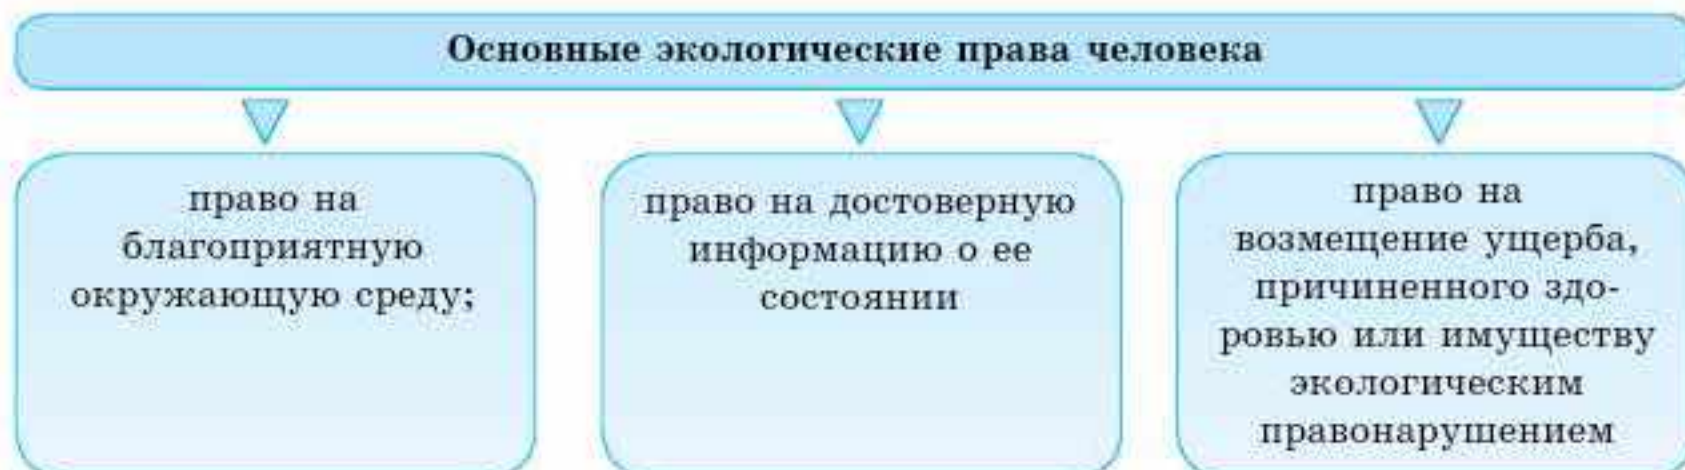 Основные экологические права человека
право на
благоприятную
окружающую среду;
право на достоверную
информацию о ее
состоянии
право на
возмещение ущерба,
причиненного здо-
ровью или имуществу
экологическим
правонарушением